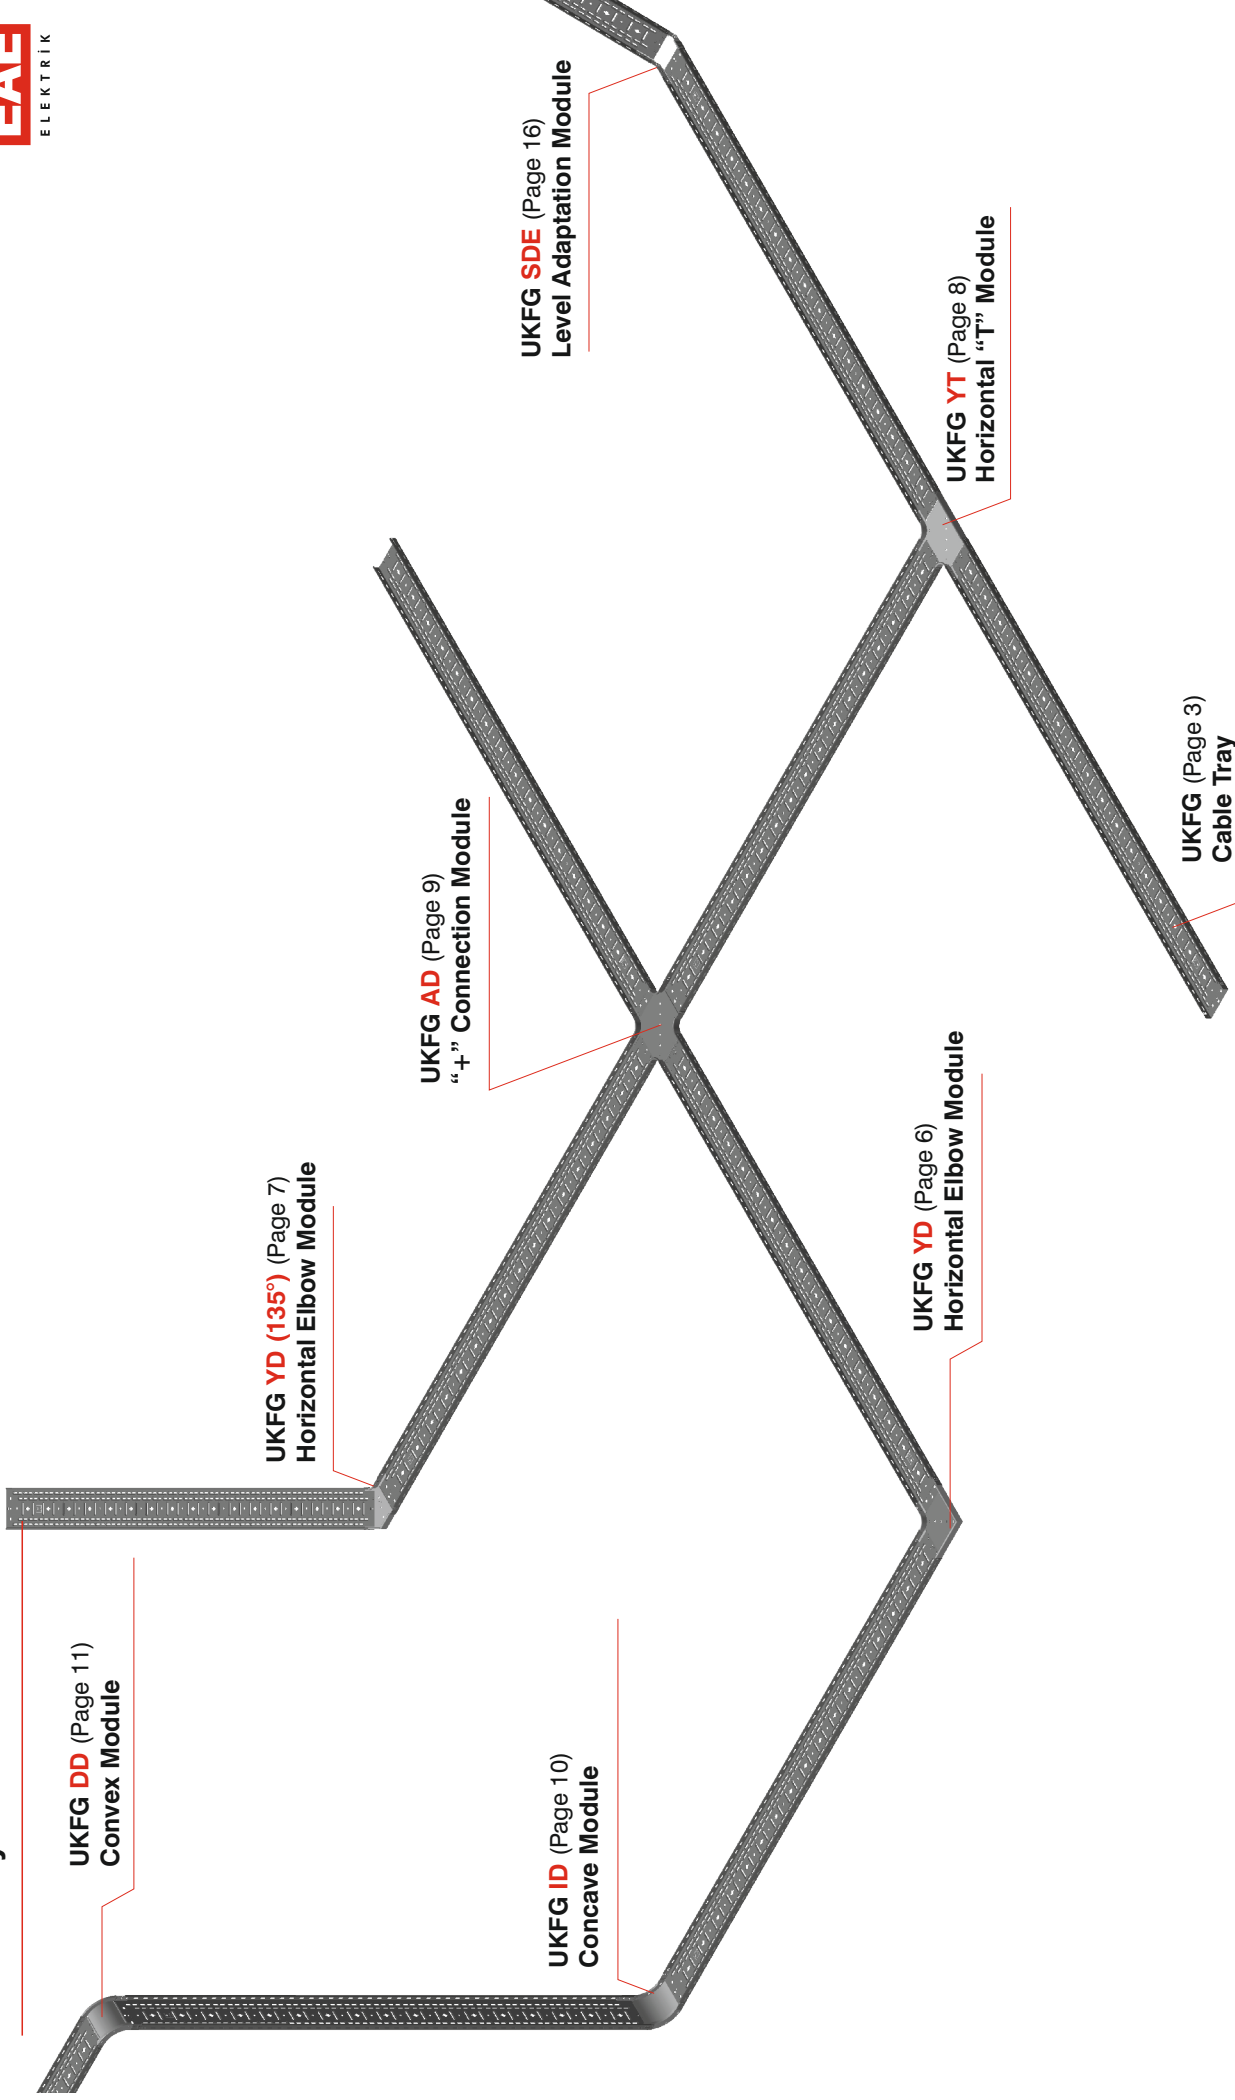 EAE
ELEKTRİK
UKFG SDE (Page 16)
Level Adaptation Module
UKFG YT (Page 8)
Horizontal “T” Module
UKFG AD (Page 9)
“+” Connection Module
UKFG (Page 3)
Cable Tray
UKFG YD (135°) (Page 7)
Horizontal Elbow Module
UKFG YD (Page 6)
Horizontal Elbow Module
UKFG DD (Page 11)
Convex Module
UKFG ID (Page 10)
Concave Module